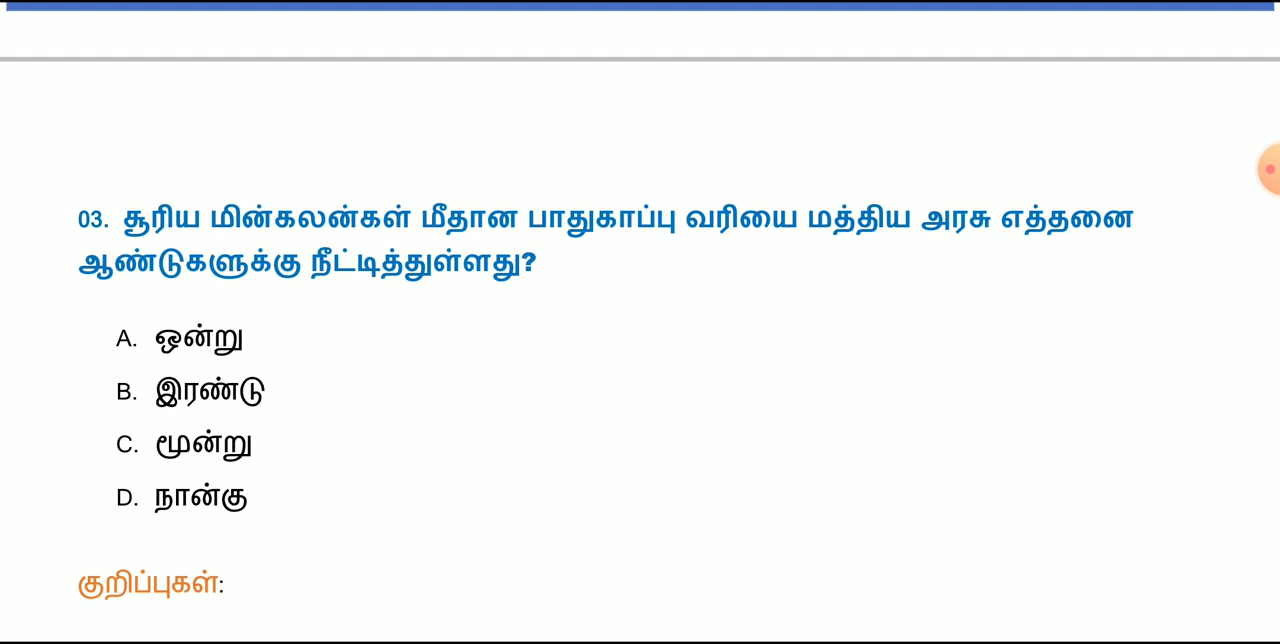 03. சூரிய மின்கலன்கள் மீதான பாதுகாப்பு வரியை மத்திய அரசு எத்தனை
ஆண்டுகளுக்கு நீட்டித்துள்ளது?
A. ஒன்று
B. இரண்டு
C. மூன்று
D. நான்கு
குறிப்புகள்: